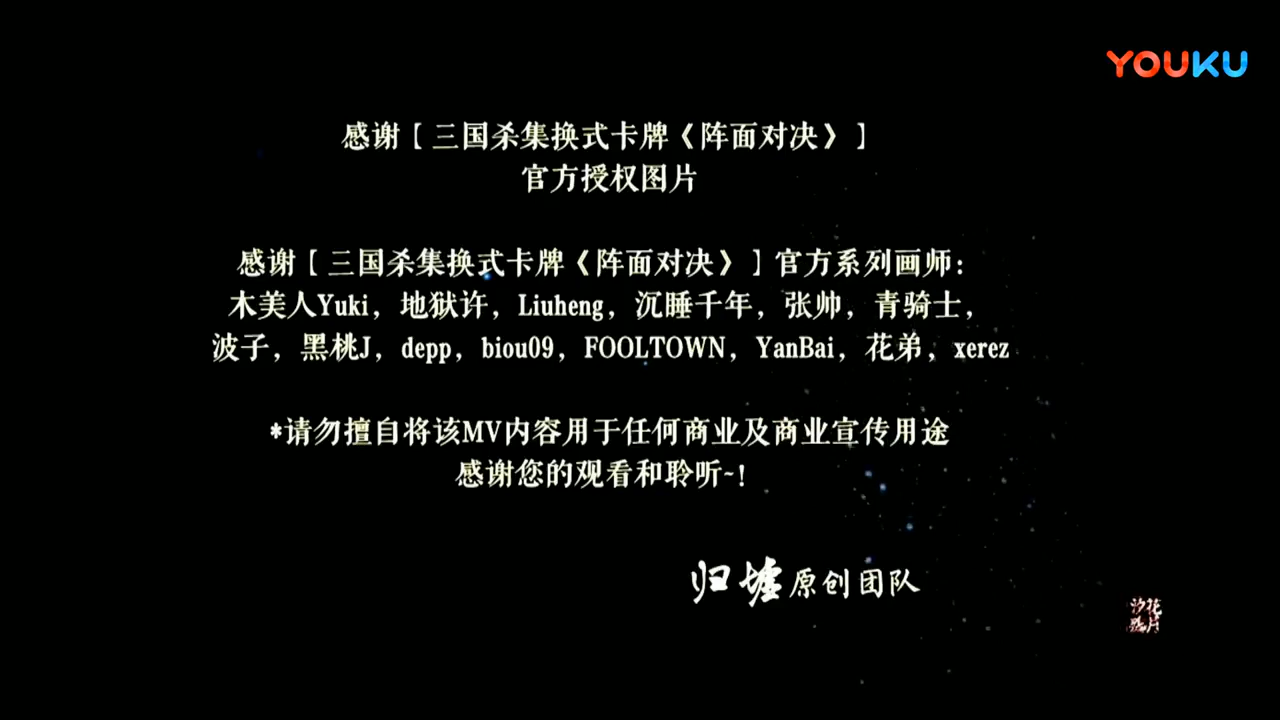 YOUKU
感谢［三国杀集换式卡牌《阵面对决》］
官方授权图片
感谢［三国杀集换式卡牌《阵面对决》］官方系列画师：
木美人Yuki，地狱许，Liuheng，沉睡千年，张帅，青骑士，
波子，黑桃J，depp，biou09，FOOLTOWN，YanBai，花弟，xerez
*请勿擅自将该MV内容用于任何商业及商业宣传用途
感谢您的观看和聆听~！
归墟原创团队